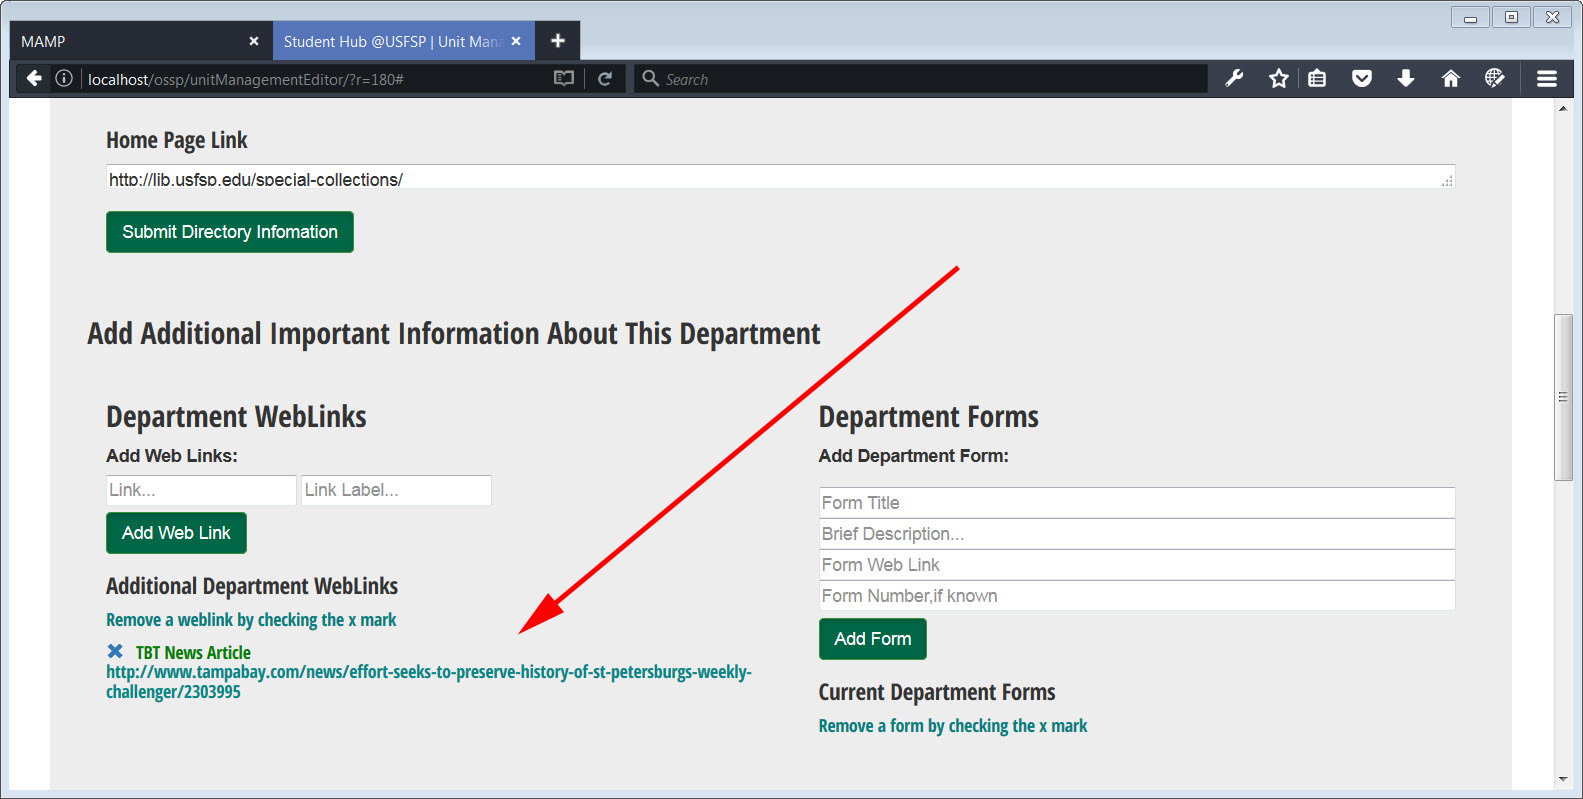 MAMP
Student Hub @USFSP | Unit Mana
localhost/ossp/unitManagementEditor/?r=180#
Search
Home Page Link
http://lib.usfsp.edu/special-collections/
Submit Directory Infomation
Add Additional Important Information About This Department
Department WebLinks
Add Web Links:
Link...
Link Label...
Add Web Link
Additional Department WebLinks
Remove a weblink by checking the x mark
TBT News Article
http://www.tampabay.com/news/effort-seeks-to-preserve-history-of-st-petersburgs-weekly-
challenger/2303995
Department Forms
Add Department Form:
Form Title
Brief Description...
Form Web Link
Form Number,if known
Add Form
Current Department Forms
Remove a form by checking the x mark